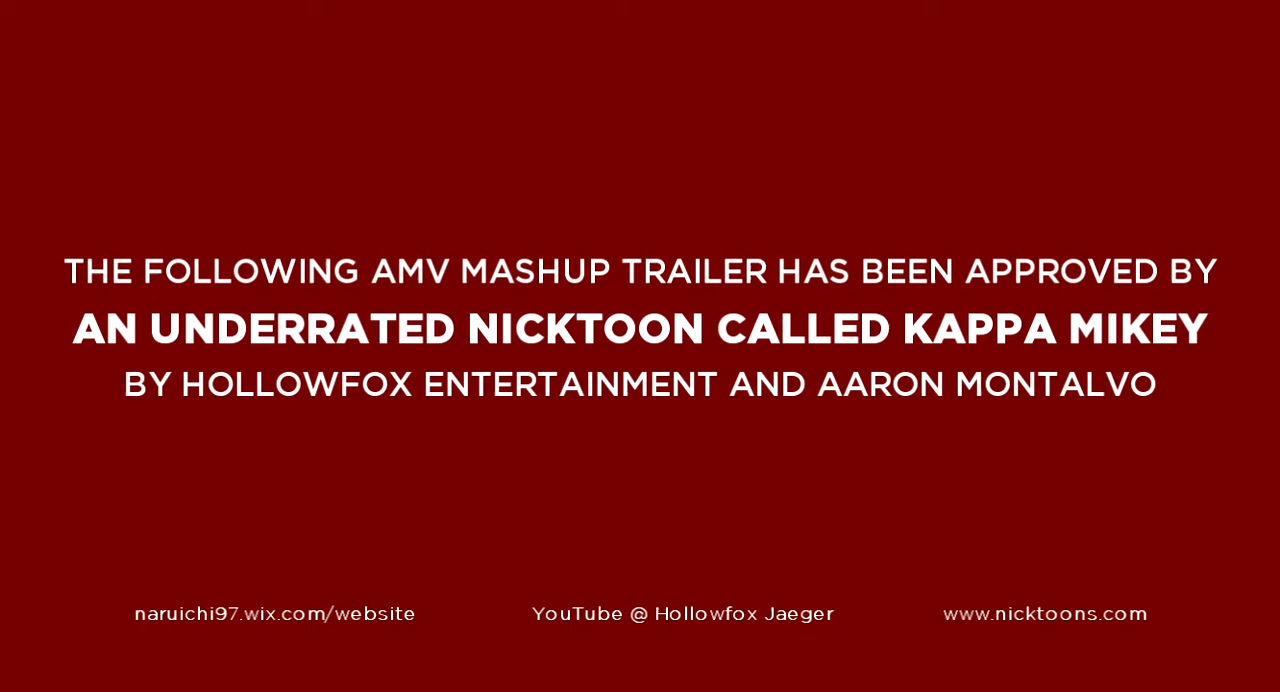 THE FOLLOWING AMV MASHUP TRAILER HAS BEEN APPROVED BY
AN UNDERRATED NICKTOON CALLED KAPPA MIKEY
BY HOLLOWFOX ENTERTAINMENT AND AARON MONTALVO
naruichi97.wix.com/website
YouTube @ Hollowfox Jaeger
www.nicktoons.com